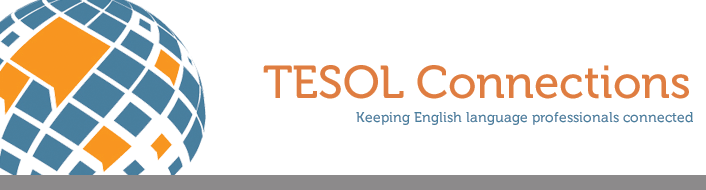 TESOL Connections
Keeping English language professionals connected